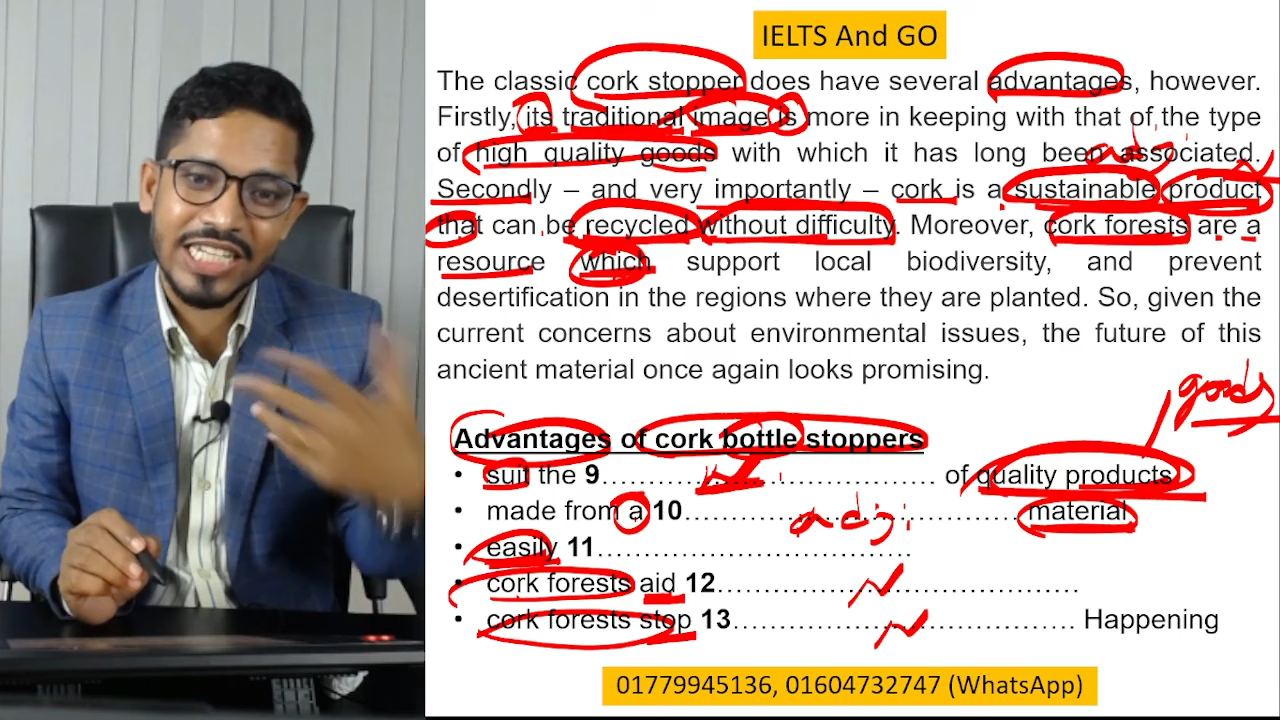 IELTS And GO
The classic cork stopper does have several advantages, however.
Firstly, its traditional image is more in keeping with that of the type
of high quality goods with which it has long been associated.
adj:
Secondly – and very importantly – cork is a sustainable product
that can be recycled without difficulty. Moreover, cork forests are a
resource which support local biodiversity, and prevent
desertification in the regions where they are planted. So, given the
current concerns about environmental issues, the future of this
ancient material once again looks promising.
goods
Advantages of cork bottle stoppers
• suit the 9.................................... of quality products
• made from a 10.................................... material
adj:
• easily 11....................................
• cork forests aid 12....................................
N
• cork forests stop 13.................................... Happening
N
01779945136, 01604732747 (WhatsApp)